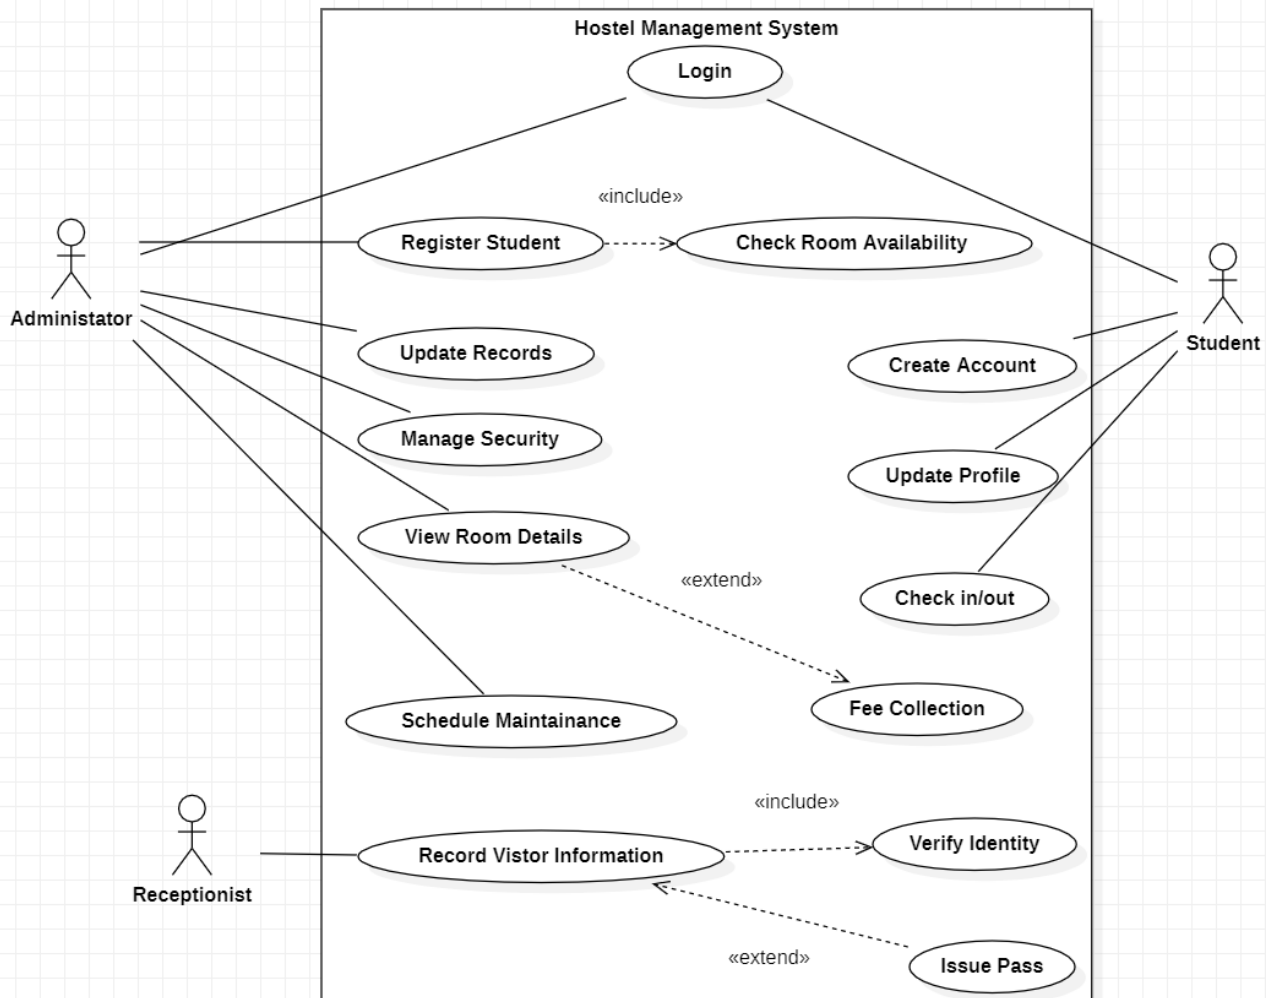 Hostel Management System
Login
«include»
Register Student
Check Room Availability
Administator
Update Records
Student
Create Account
Manage Security
Update Profile
View Room Details
«extend»
Check in/out
Fee Collection
Schedule Maintainance
«include»
Verify Identity
Record Vistor Information
Receptionist
«extend»
Issue Pass